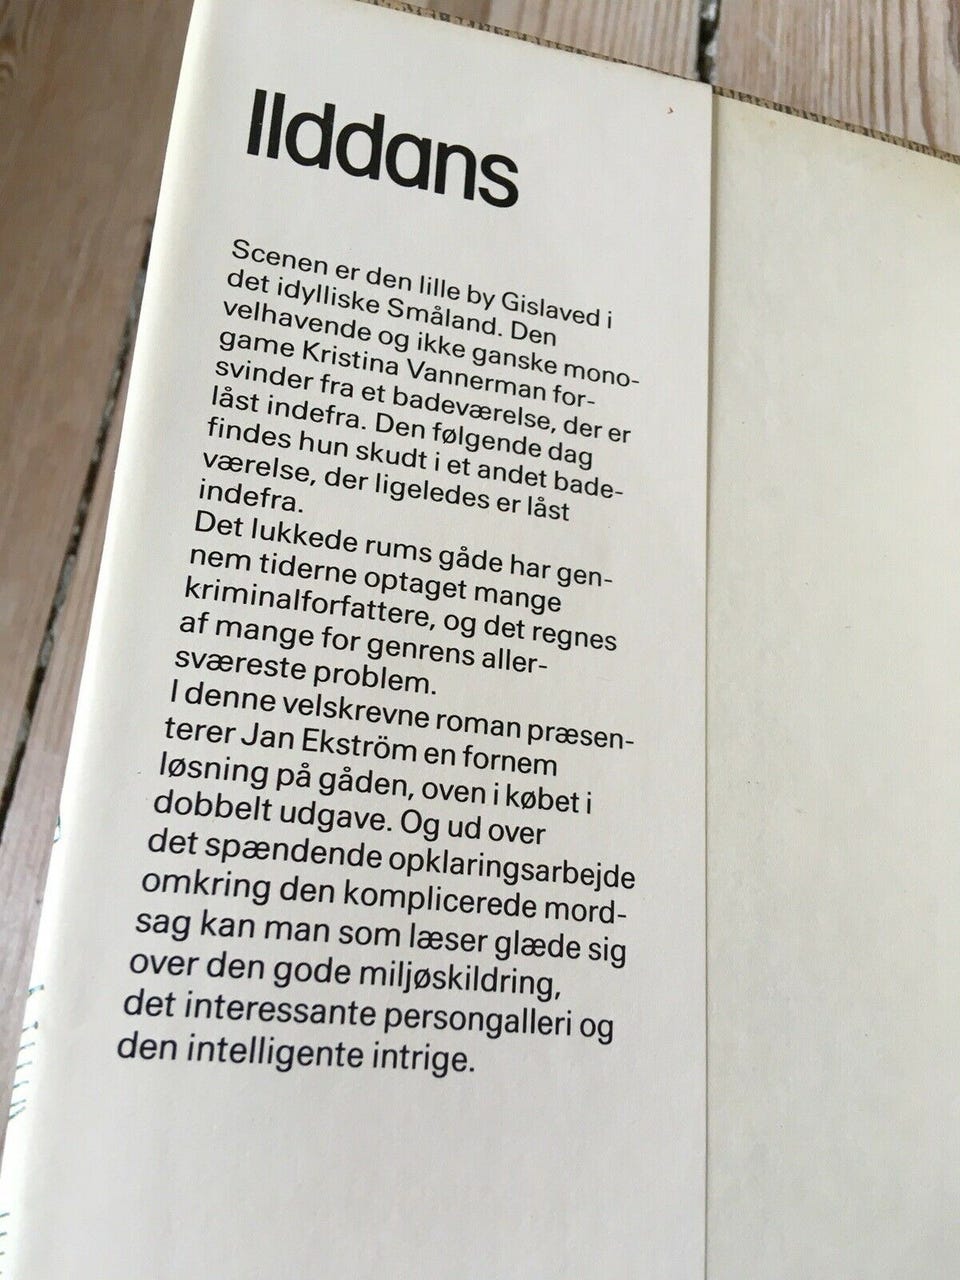 Ilddans
Scenen er den lille by Gislaved i
det idylliske Småland. Den
velhavende og ikke ganske mono-
game Kristina Vannerman for-
svinder fra et badeværelse, der er
låst indefra. Den følgende dag
findes hun skudt i et andet bade-
værelse, der ligeledes er låst
indefra.
Det lukkede rums gåde har gen-
nem tiderne optaget mange
kriminalforfattere, og det regnes
af mange for genrens aller-
sværeste problem.
I denne velskrevne roman præsen-
terer Jan Ekström en fornem
løsning på gåden, oven i købet i
dobbelt udgave. Og ud over
det spændende opklaringsarbejde
omkring den komplicerede mord-
sag kan man som læser glæde sig
over den gode miljøskildring,
det interessante persongalleri og
den intelligente intrige.